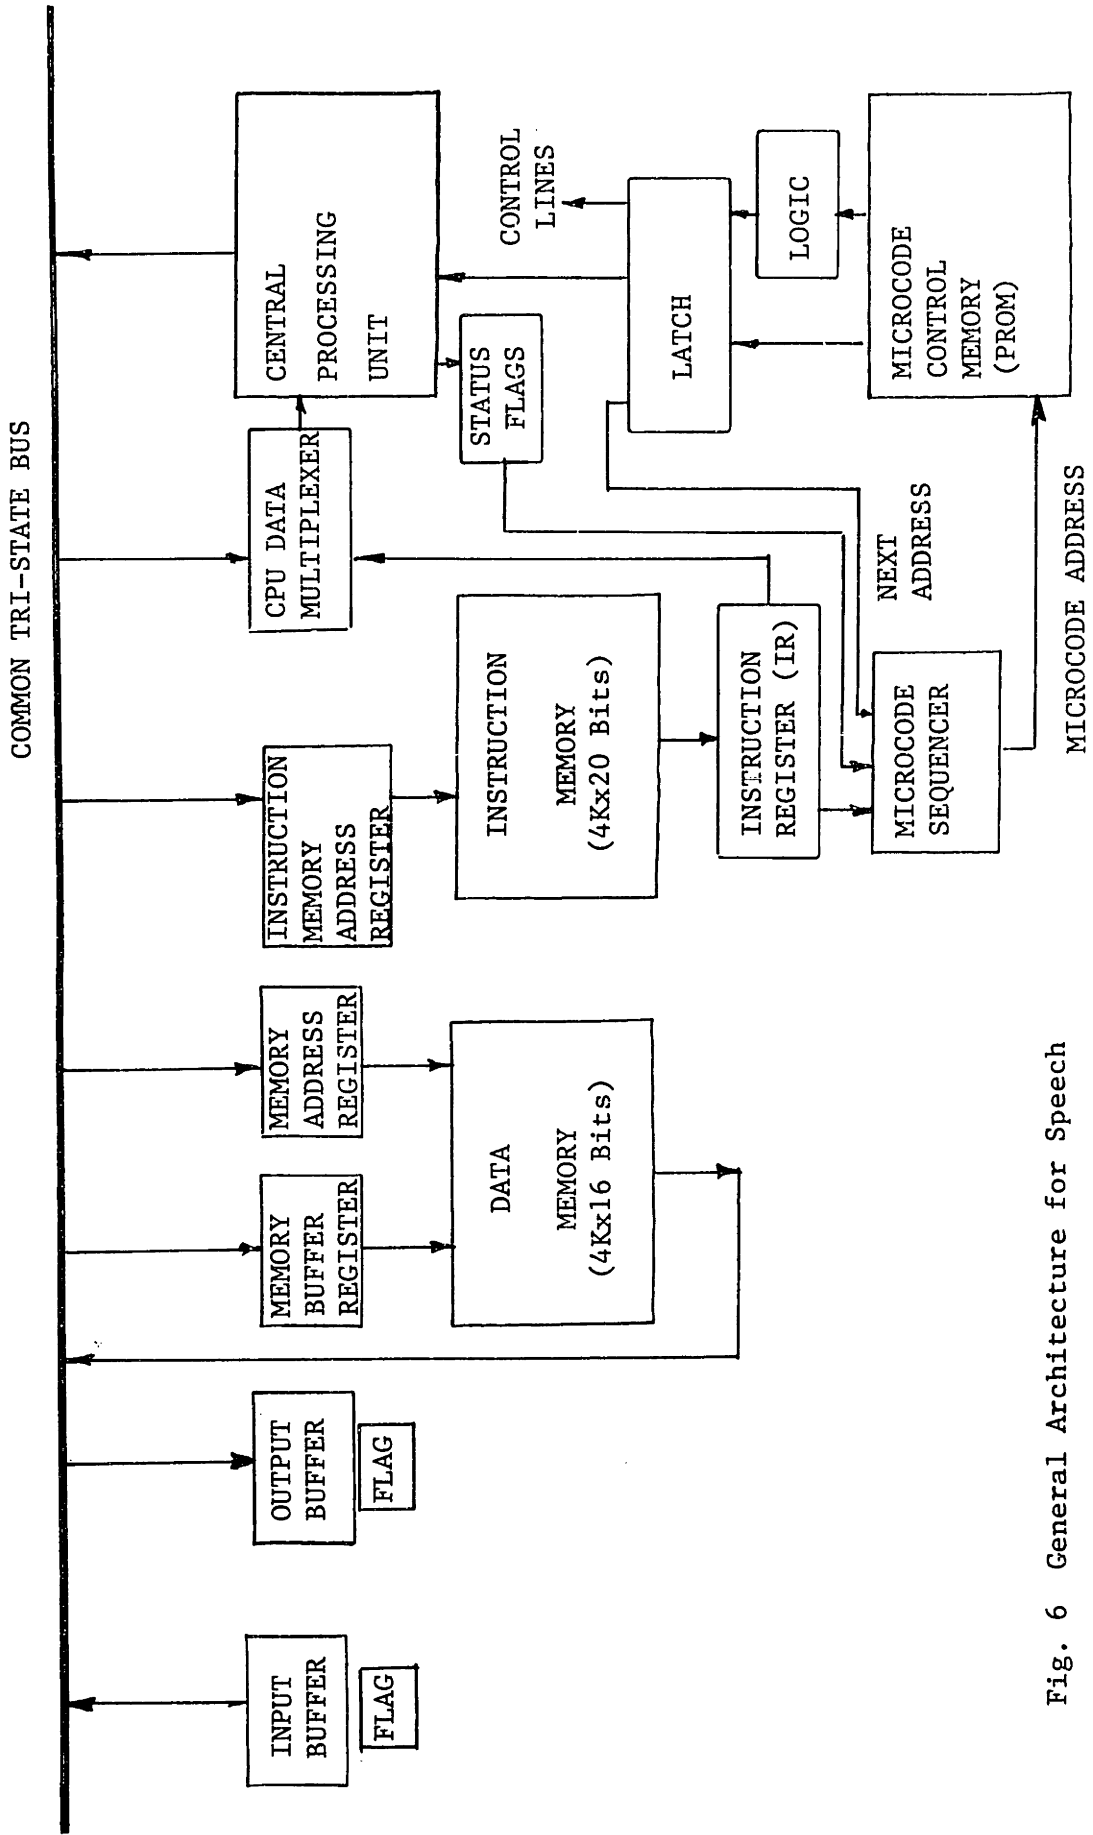 COMMON TRI-STATE BUS
INPUT
BUFFER
FLAG
OUTPUT
BUFFER
FLAG
MEMORY
BUFFER
REGISTER
MEMORY
ADDRESS
REGISTER
DATA
MEMORY
(4Kx16 Bits)
INSTRUCTION
MEMORY
ADDRESS
REGISTER
INSTRUCTION
MEMORY
(4Kx20 Bits)
INSTRUCTION
REGISTER (IR)
MICROCODE
SEQUENCER
CPU DATA
MULTIPLEXER
CENTRAL
PROCESSING
UNIT
STATUS
FLAGS
CONTROL
LINES
LATCH
LOGIC
NEXT
ADDRESS
MICROCODE
CONTROL
MEMORY
(PROM)
MICROCODE ADDRESS
Fig. 6 General Architecture for Speech